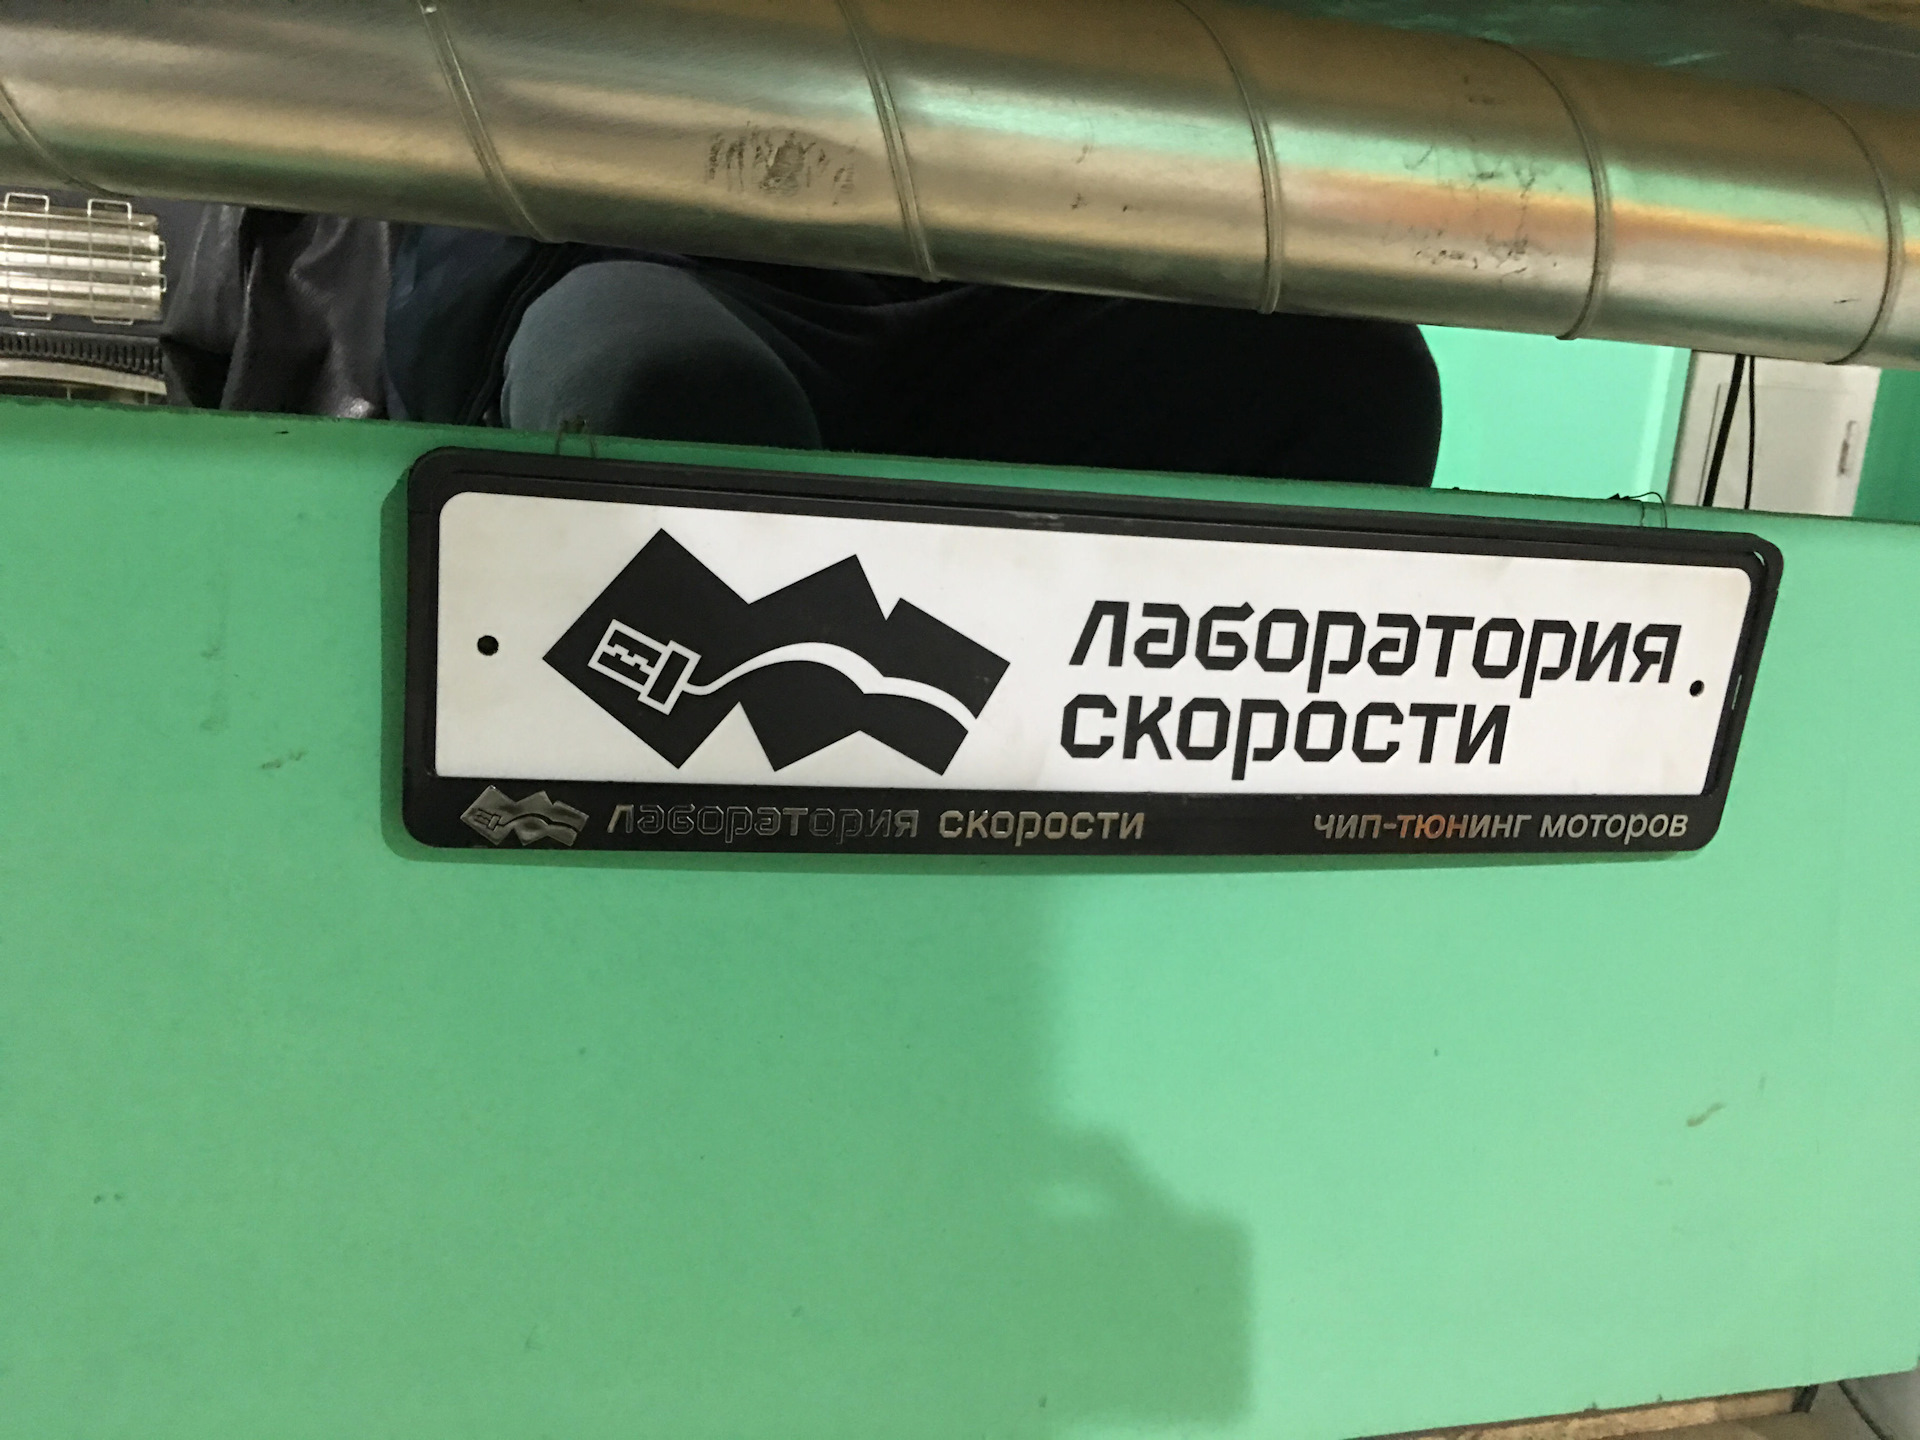 лаборатория
скорости
лаборатория скорости
чип-тюнинг моторов